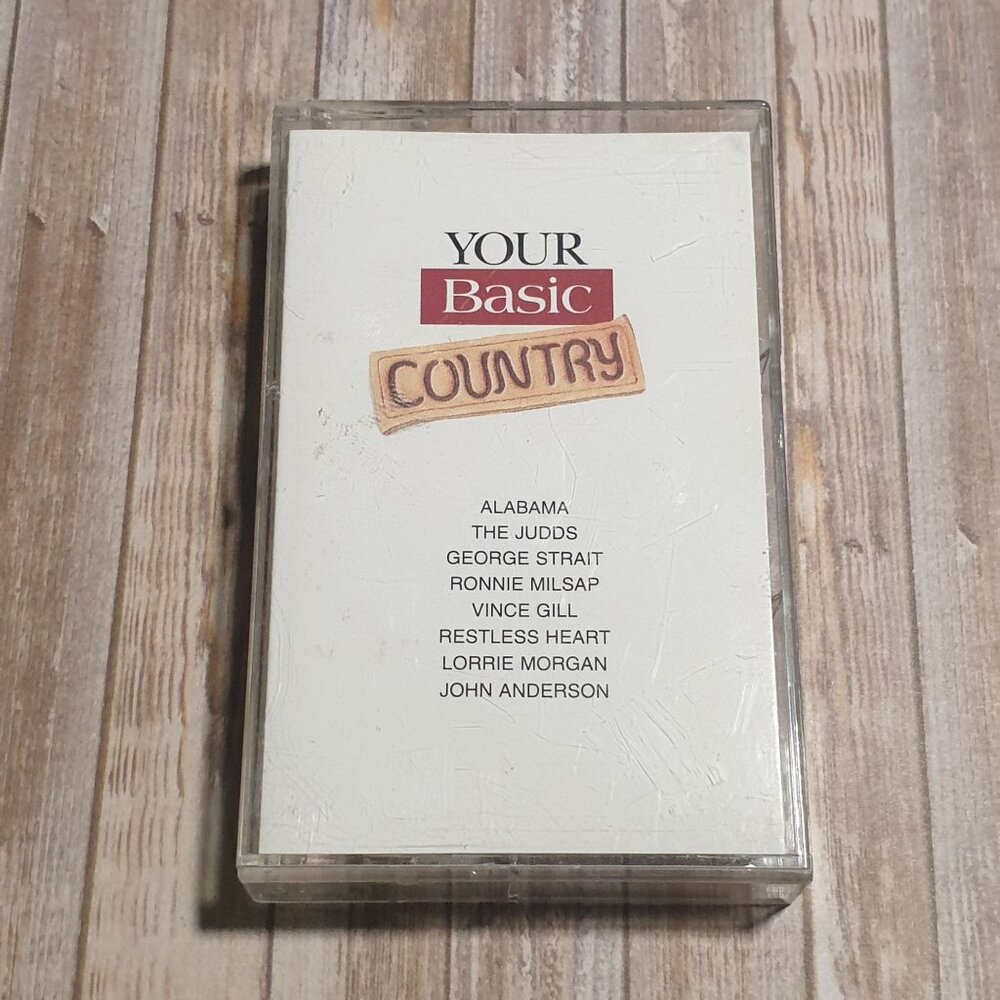 YOUR
Basic
COUNTRY
ALABAMA
THE JUDDS
GEORGE STRAIT
RONNIE MILSAP
VINCE GILL
RESTLESS HEART
LORRIE MORGAN
JOHN ANDERSON